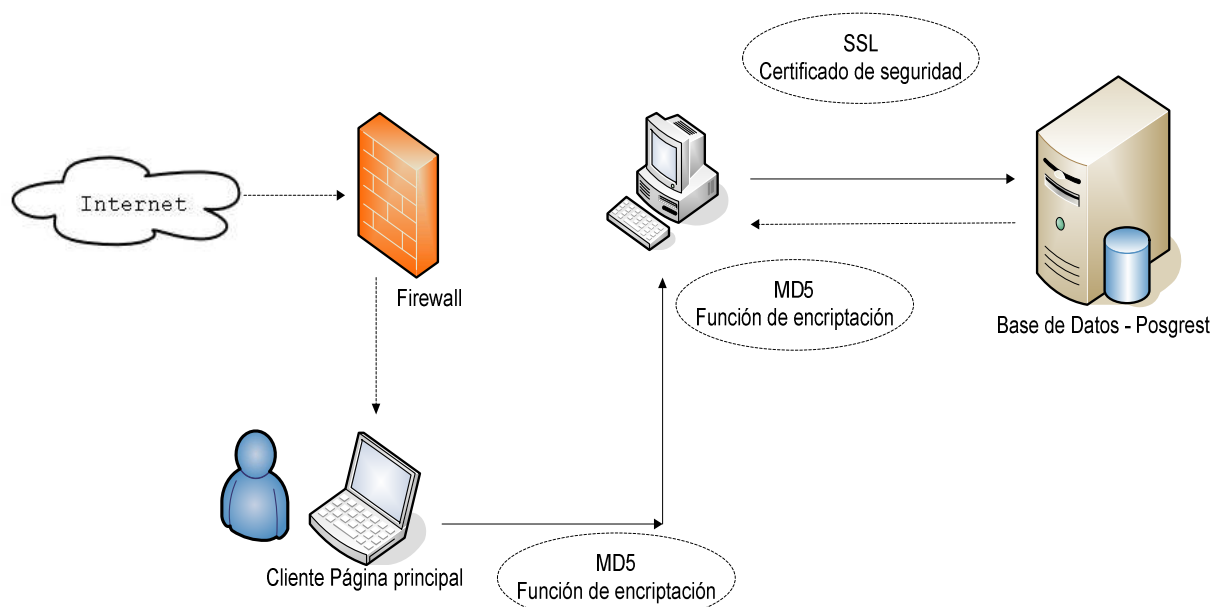 SSL
Certificado de seguridad
Internet
Firewall
MD5
Función de encriptación
Base de Datos - Posgrest
Cliente Página principal
MD5
Función de encriptación